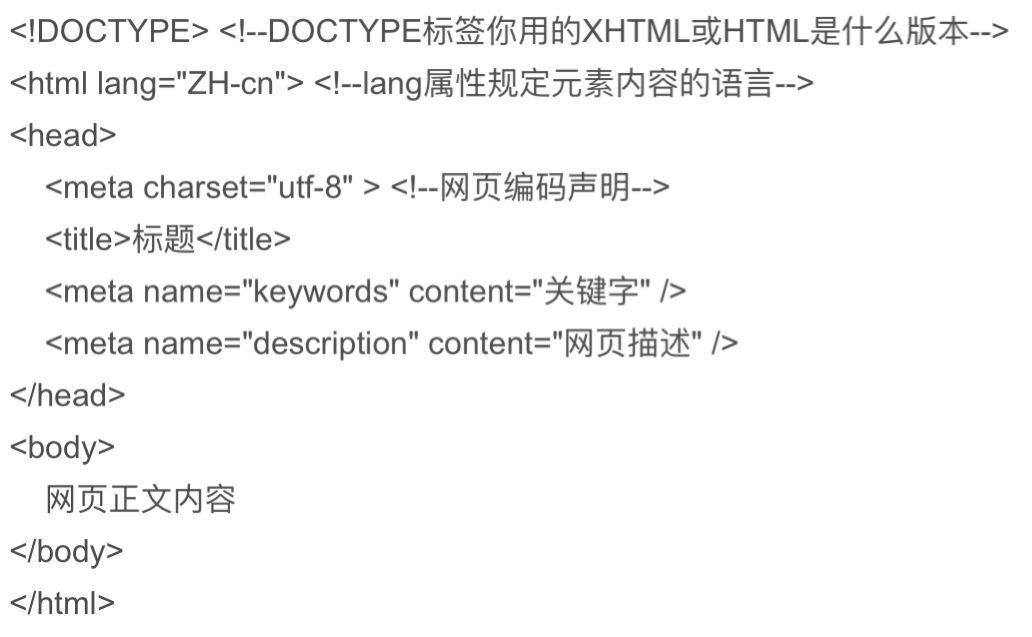 <!DOCTYPE> <!--DOCTYPE标签你用的XHTML或HTML是什么版本-->
<html lang="ZH-cn"> <!--lang属性规定元素内容的语言-->
<head>
<meta charset="utf-8" > <!--网页编码声明-->
<title>标题</title>
<meta name="keywords" content="关键字" />
<meta name="description" content="网页描述" />
</head>
<body>
网页正文内容
</body>
</html>